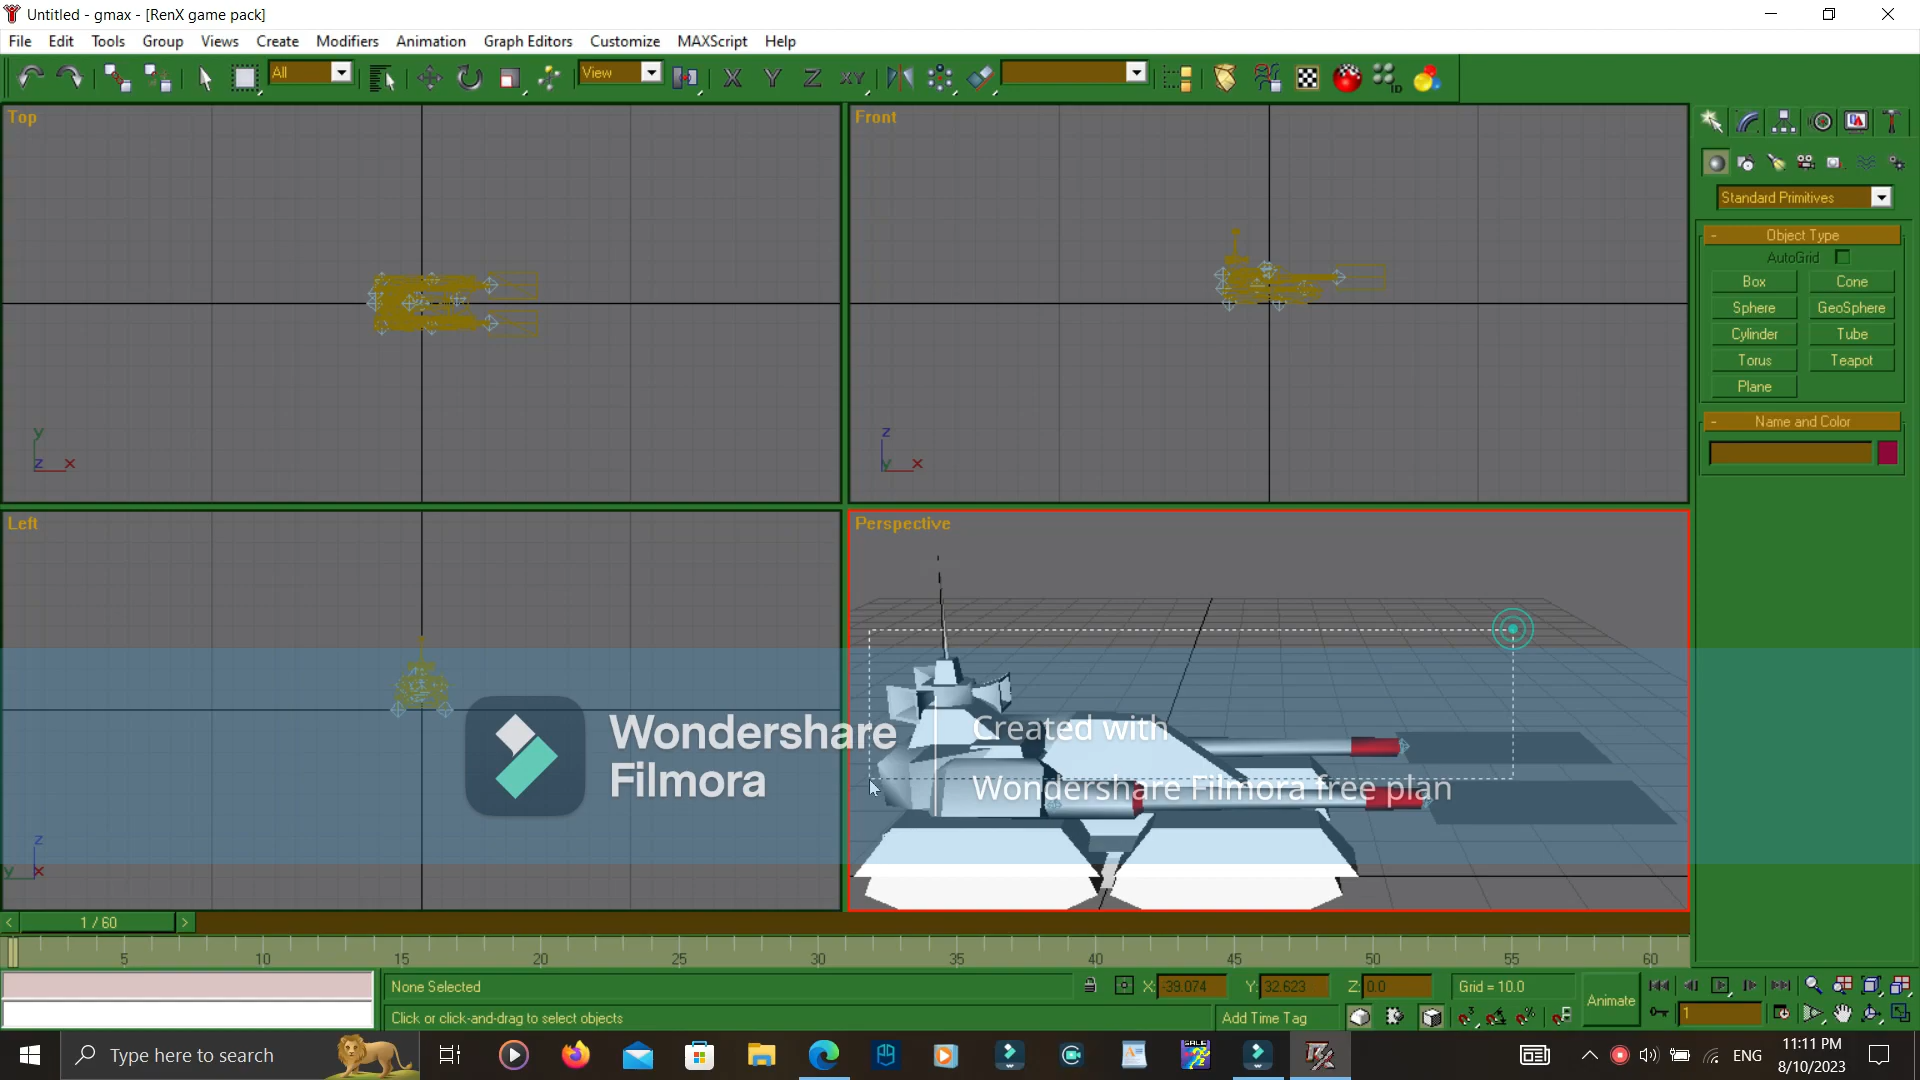 Untitled - gmax - [RenX game pack]
File Edit Tools Group Views Create Modifiers Animation Graph Editors Customize MAXScript Help
All
View
X Y Z XY
ID
Top
Front
Standard Primitives
- Object Type
AutoGrid
Box Cone
Sphere GeoSphere
Cylinder Tube
Torus Teapot
Plane
- Name and Color
y
z x
z
y x
Left
Perspective
Wondershare
Filmora
Created with
Wondershare Filmora free plan
z
y x
< 1 / 60 >
5 10 15 20 25 30 35 40 45 50 55 60
None Selected
X: -39.074 Y: 32.623 Z: 0.0
Grid = 10.0
Animate
Click or click-and-drag to select objects
Add Time Tag
1
Type here to search
ENG
11:11 PM
8/10/2023